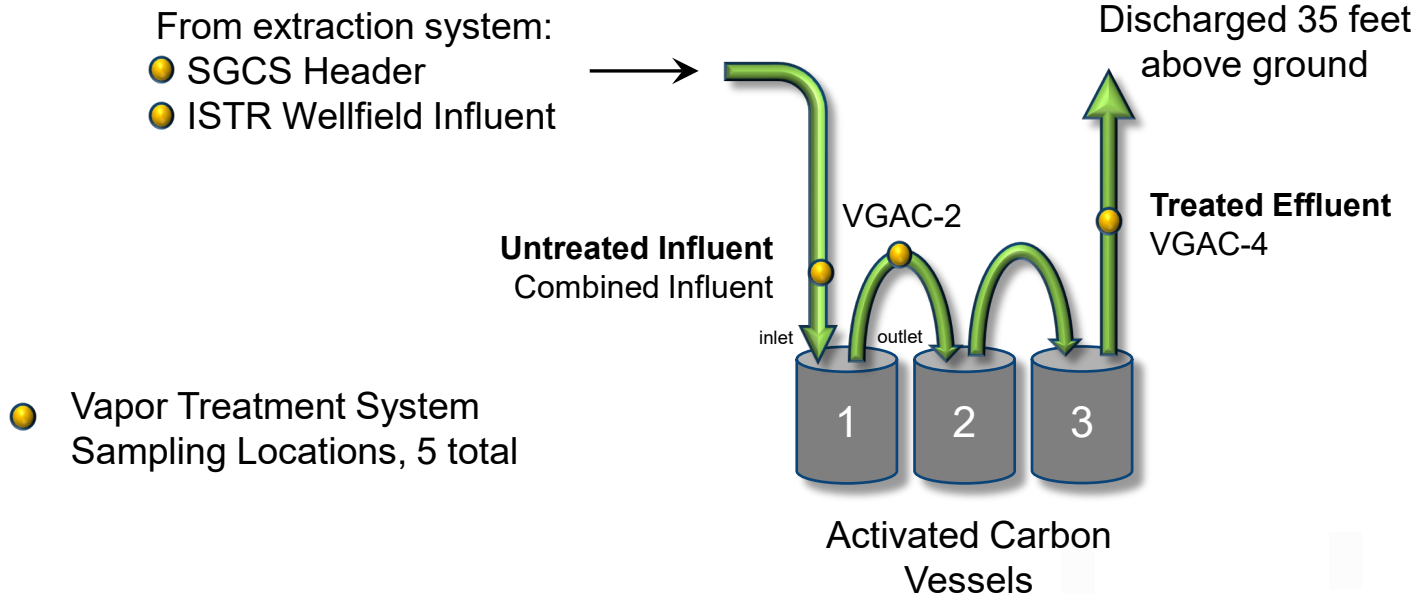 From extraction system:
SGCS Header
ISTR Wellfield Influent
Discharged 35 feet
above ground
VGAC-2
Treated Effluent
VGAC-4
Untreated Influent
Combined Influent
inlet
outlet
1
2
3
Vapor Treatment System
Sampling Locations, 5 total
Activated Carbon
Vessels